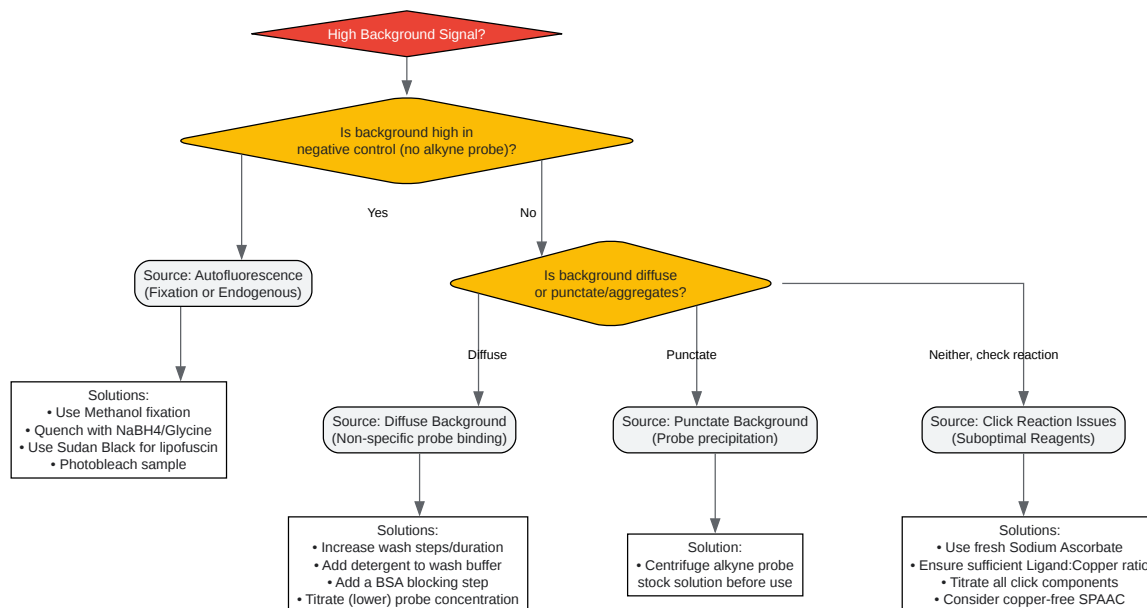 High Background Signal?
Is background high in
negative control (no alkyne probe)?
Yes
No
Source: Autofluorescence
(Fixation or Endogenous)
Is background diffuse
or punctate/aggregates?
Diffuse
Punctate
Neither, check reaction
Solutions:
• Use Methanol fixation
• Quench with NaBH4/Glycine
• Use Sudan Black for lipofuscin
• Photobleach sample
Source: Diffuse Background
(Non-specific probe binding)
Source: Punctate Background
(Probe precipitation)
Source: Click Reaction Issues
(Suboptimal Reagents)
Solutions:
• Increase wash steps/duration
• Add detergent to wash buffer
• Add a BSA blocking step
• Titrate (lower) probe concentration
Solution:
• Centrifuge alkyne probe
stock solution before use
Solutions:
• Use fresh Sodium Ascorbate
• Ensure sufficient Ligand:Copper ratio
• Titrate all click components
• Consider copper-free SPAAC